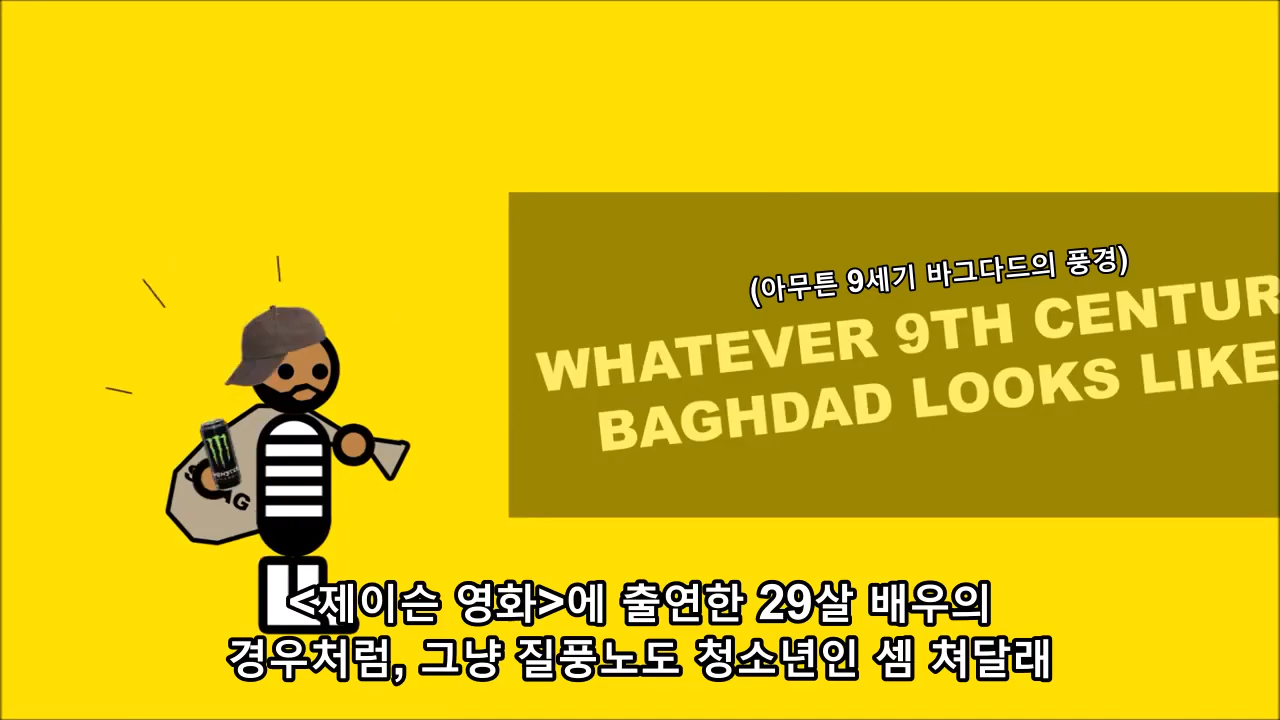 (아무튼 9세기 바그다드의 풍경)
WHATEVER 9TH CENTUR
BAGHDAD LOOKS LIKE
MONSTER
<제이슨 영화>에 출연한 29살 배우의
경우처럼, 그냥 질풍노도 청소년인 셈 쳐달래